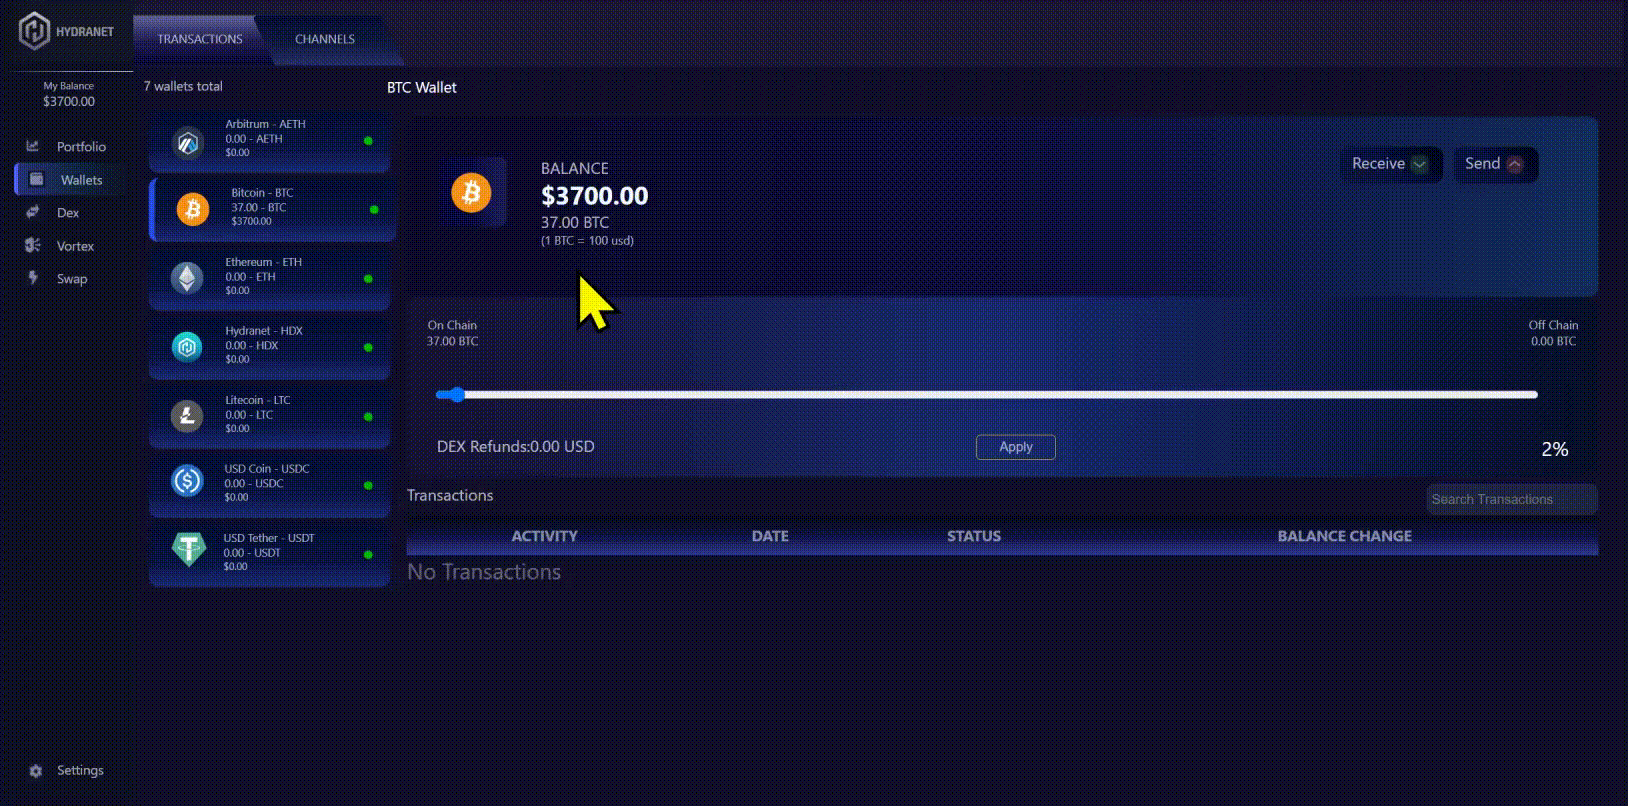 HYDRANET
TRANSACTIONS
CHANNELS
My Balance
$3700.00
Portfolio
Wallets
Dex
Vortex
Swap
Settings
7 wallets total
Arbitrum - AETH
0.00 - AETH
$0.00
Bitcoin - BTC
37.00 - BTC
$3700.00
Ethereum - ETH
0.00 - ETH
$0.00
Hydranet - HDX
0.00 - HDX
$0.00
Litecoin - LTC
0.00 - LTC
$0.00
USD Coin - USDC
0.00 - USDC
$0.00
USD Tether - USDT
0.00 - USDT
$0.00
BTC Wallet
BALANCE
$3700.00
37.00 BTC
(1 BTC = 100 usd)
Receive
Send
On Chain
37.00 BTC
Off Chain
0.00 BTC
DEX Refunds:0.00 USD
Apply
2%
Transactions
Search Transactions
ACTIVITY DATE STATUS BALANCE CHANGE
No Transactions